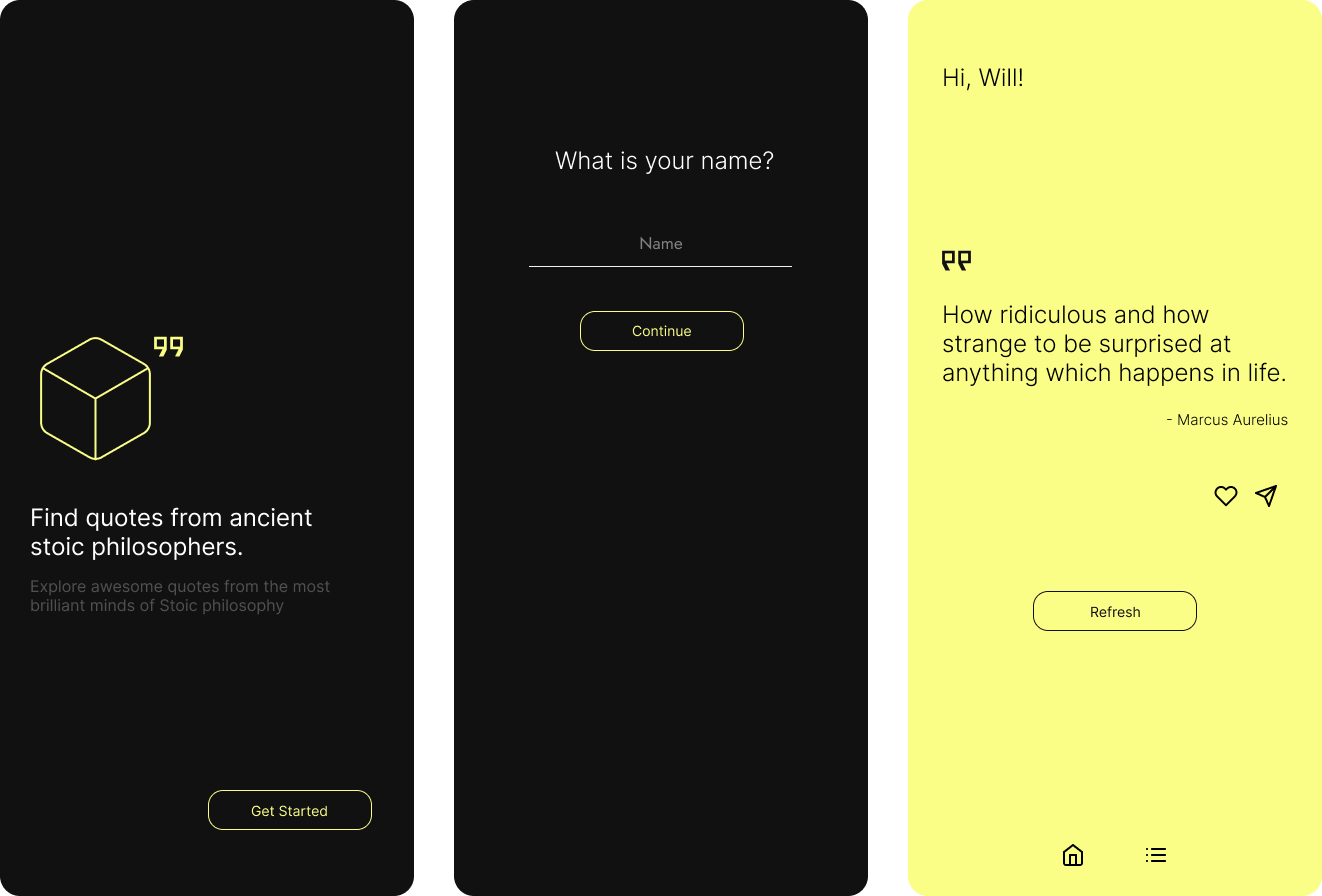 Find quotes from ancient
stoic philosophers.
Explore awesome quotes from the most
brilliant minds of Stoic philosophy
Get Started
What is your name?
Name
Continue
Hi, Will!
How ridiculous and how
strange to be surprised at
anything which happens in life.
- Marcus Aurelius
Refresh